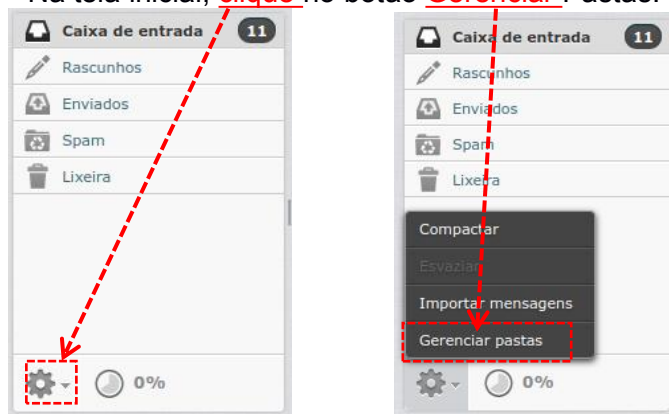 Na tela inicial, clique no botão Gerenciar Pastas.
Caixa de entrada 11
Rascunhos
Enviados
Spam
Lixeira
0%
Caixa de entrada 11
Rascunhos
Enviados
Spam
Lixeira
Compactar
Esvaziar
Importar mensagens
Gerenciar pastas
0%